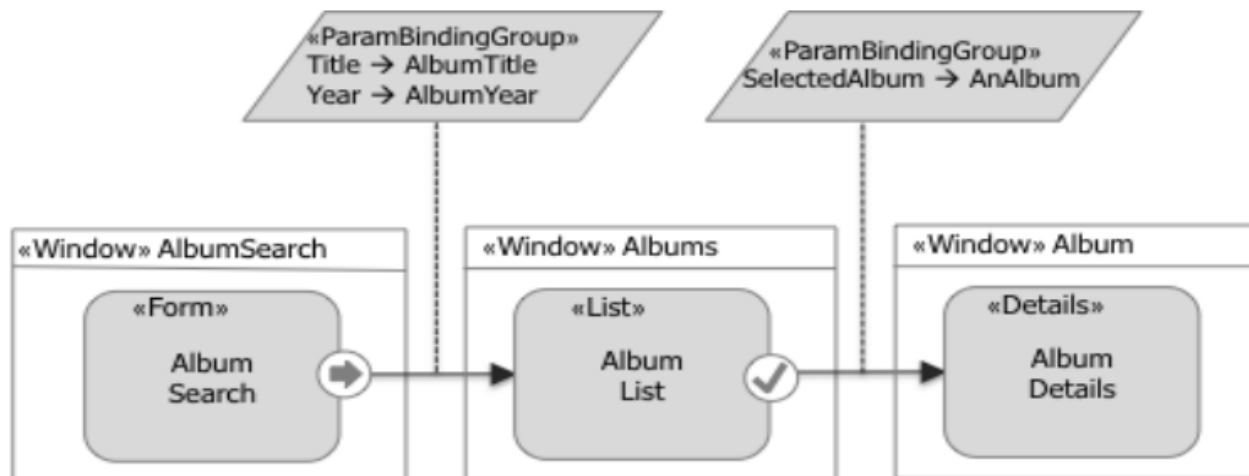 «ParamBindingGroup»
Title → AlbumTitle
Year → AlbumYear
«ParamBindingGroup»
SelectedAlbum → AnAlbum
«Window» AlbumSearch
«Form»
Album
Search
«Window» Albums
«List»
Album
List
«Window» Album
«Details»
Album
Details